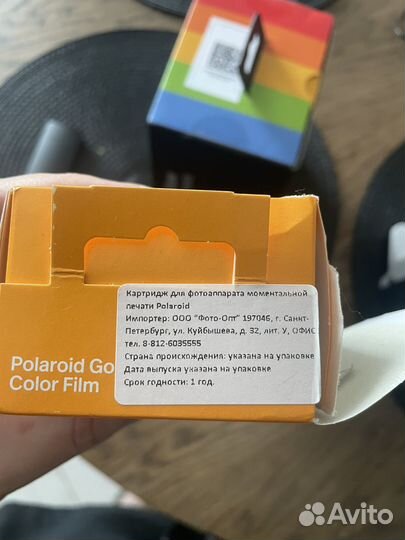 Картридж для фотоаппарата моментальной
печати Polaroid
Импортер: ООО "Фото-Опт" 197046, г. Санкт-
Петербург, ул. Куйбышева, д. 32, лит. У, ОФИС
тел. 8-812-6035555
Страна происхождения: указана на упаковке
Дата выпуска указана на упаковке
Срок годности: 1 год.
Polaroid Go
Color Film
Avito